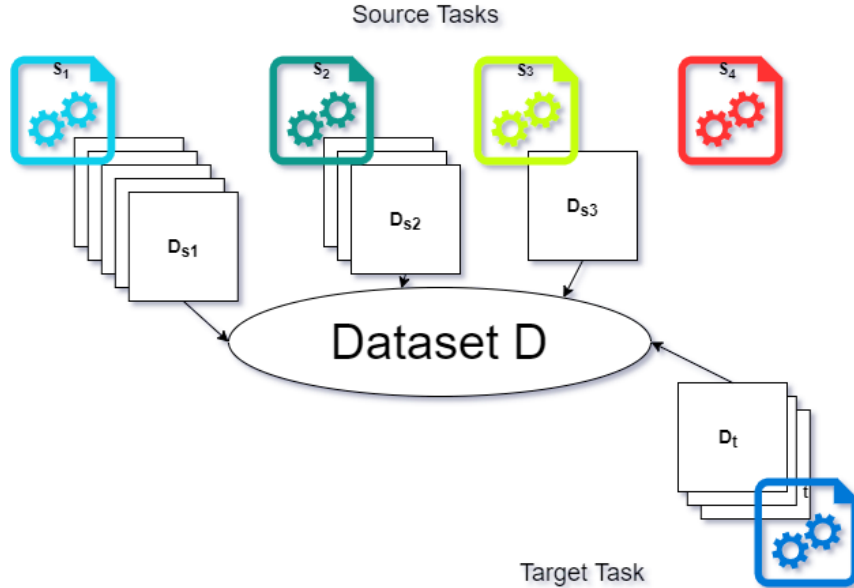 Source Tasks
S1
S2
S3
S4
Ds1
Ds2
Ds3
Dataset D
Dt
t
Target Task